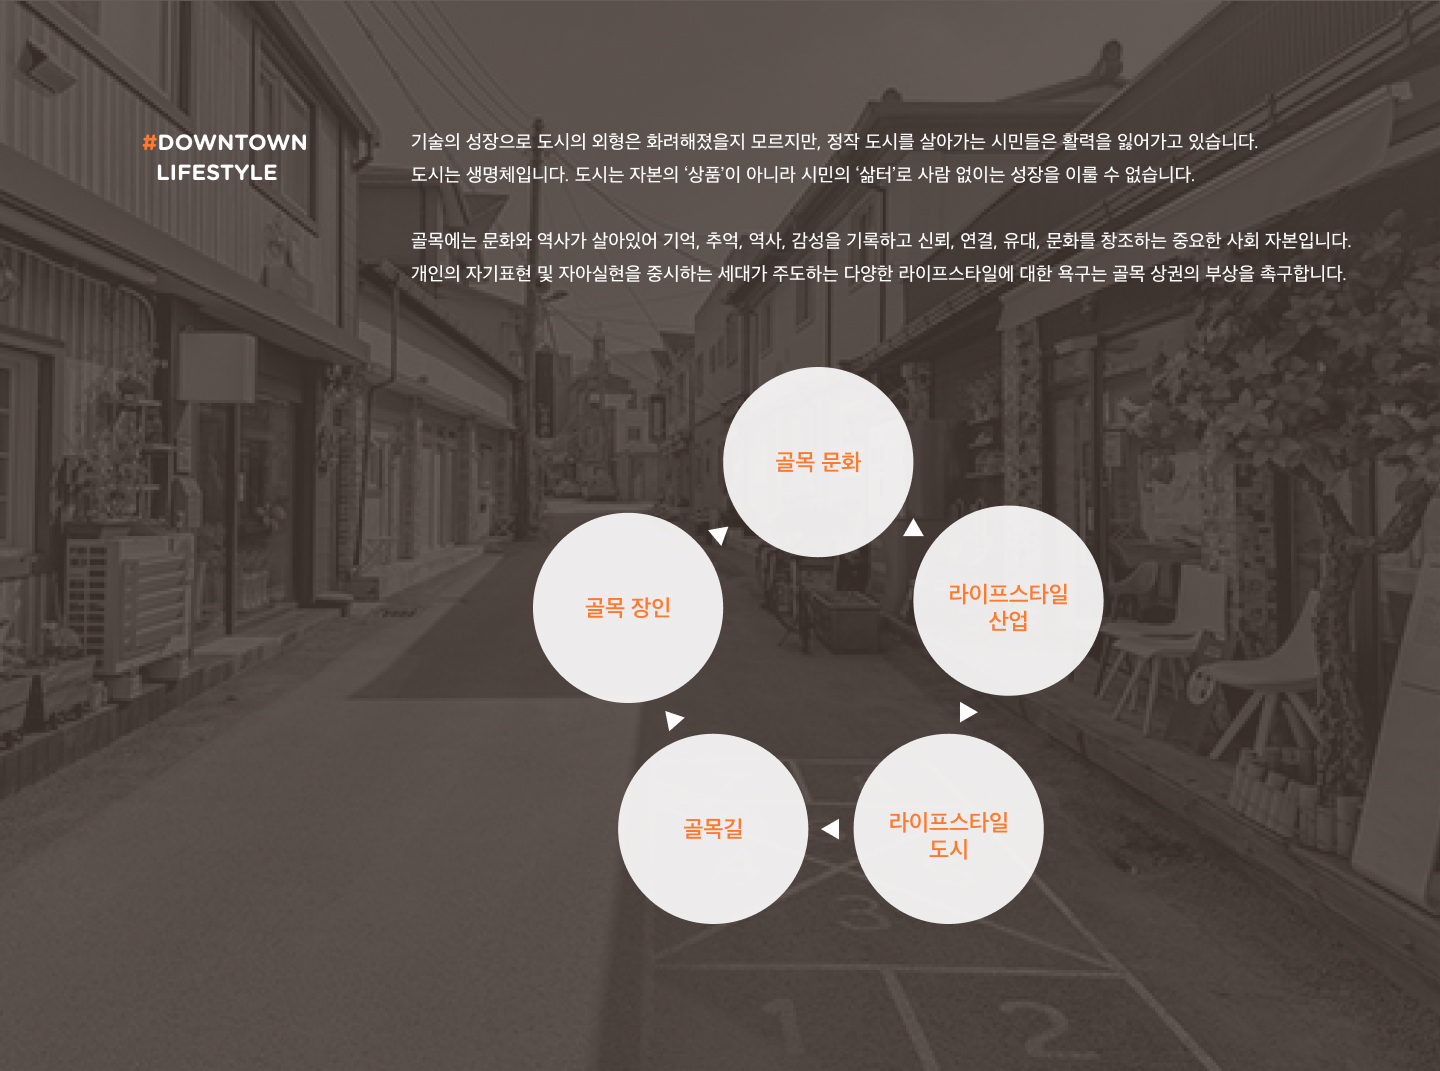 #DOWNTOWN
LIFESTYLE
기술의 성장으로 도시의 외형은 화려해졌을지 모르지만, 정작 도시를 살아가는 시민들은 활력을 잃어가고 있습니다.
도시는 생명체입니다. 도시는 자본의 ‘상품’이 아니라 시민의 ‘삶터’로 사람 없이는 성장을 이룰 수 없습니다.
골목에는 문화와 역사가 살아있어 기억, 추억, 역사, 감성을 기록하고 신뢰, 연결, 유대, 문화를 창조하는 중요한 사회 자본입니다.
개인의 자기표현 및 자아실현을 중시하는 세대가 주도하는 다양한 라이프스타일에 대한 욕구는 골목 상권의 부상을 촉구합니다.
골목 문화
라이프스타일
산업
골목 장인
골목길
라이프스타일
도시
3
1
2